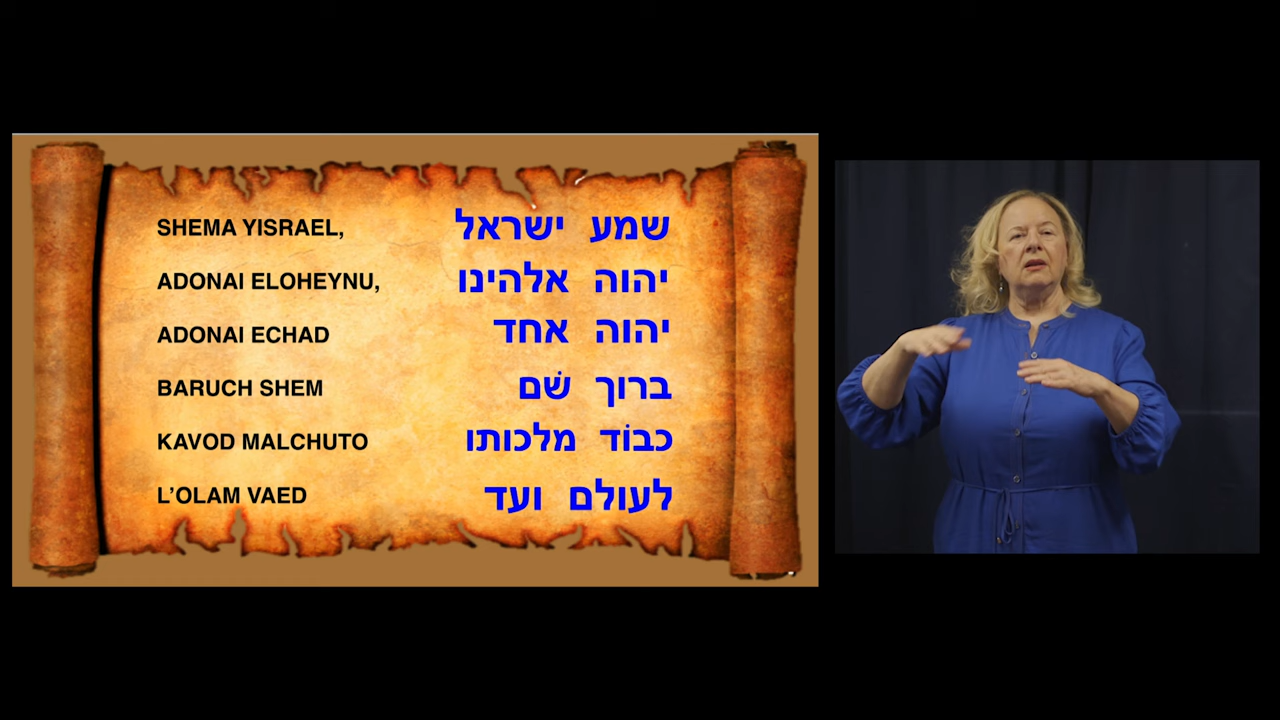 SHEMA YISRAEL,
שמע ישראל
ADONAI ELOHEYNU,
יהוה אלהינו
ADONAI ECHAD
יהוה אחד
BARUCH SHEM
ברוך שׁם
KAVOD MALCHUTO
כבוֹד מלכותו
L’OLAM VAED
לעולם ועד